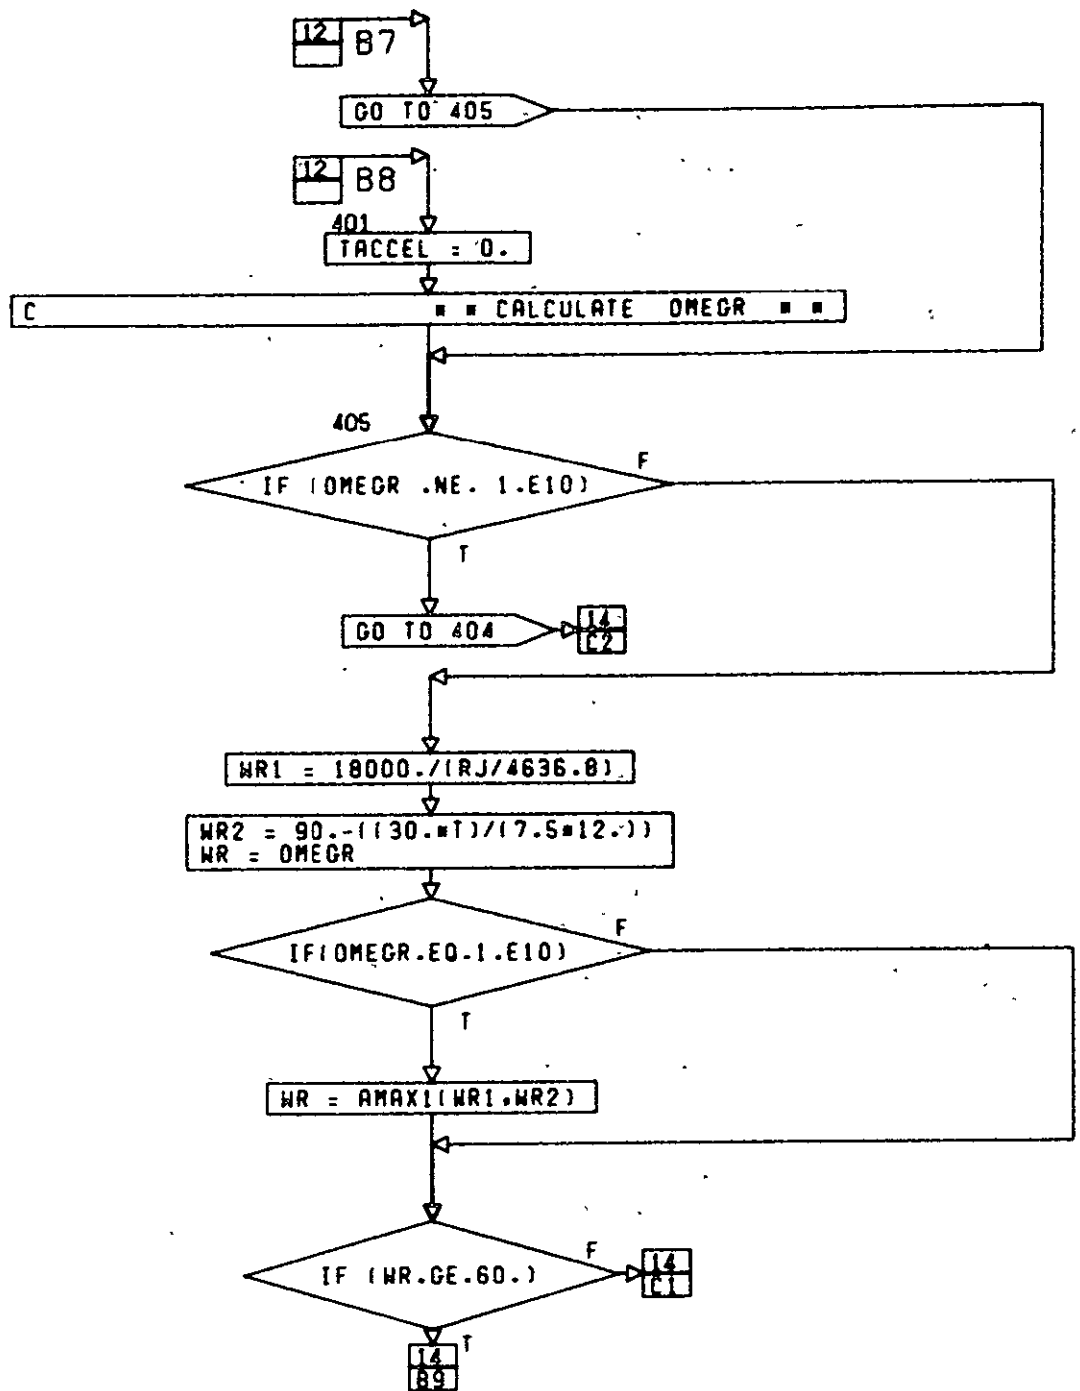 12
B7
GO TO 405
12
B8
401
TACCEL = 0.
C * * CALCULATE OMEGR * *
405
IF (OMEGR .NE. 1.E10)
F
T
GO TO 404
14
C2
WR1 = 18000./(RJ/4636.8)
WR2 = 90.-((30.*T)/(7.5*12.))
WR = OMEGR
IF(OMEGR.EQ.1.E10)
F
T
WR = AMAX1(WR1,WR2)
IF (WR.GE.60.)
F
14
C1
T
14
B9